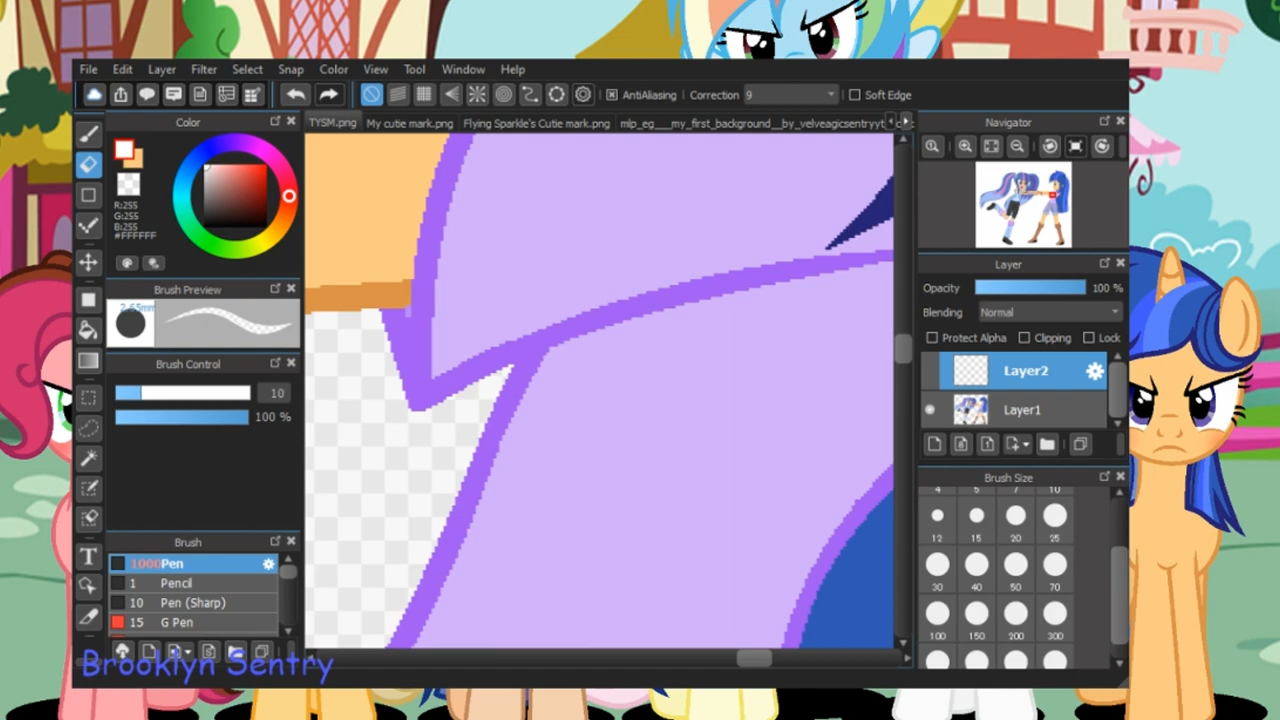 File Edit Layer Filter Select Snap Color View Tool Window Help
AntiAliasing Correction 9 Soft Edge
Color
TYSM.png My cutie mark.png Flying Sparkle's Cutie mark.png mlp_eg___my_first_background__by_velveagicsentryyt
Navigator
R:255
G:255
B:255
#FFFFFF
Layer
Opacity 100 %
Blending Normal
Protect Alpha Clipping Lock
Layer2
Layer1
Brush Preview
2.65mm
Brush Control
10
100 %
Brush Size
4 5 7 10
12 15 20 25
30 40 50 70
100 150 200 300
Brush
1000 Pen
1 Pencil
10 Pen (Sharp)
15 G Pen
T
Brooklyn Sentry